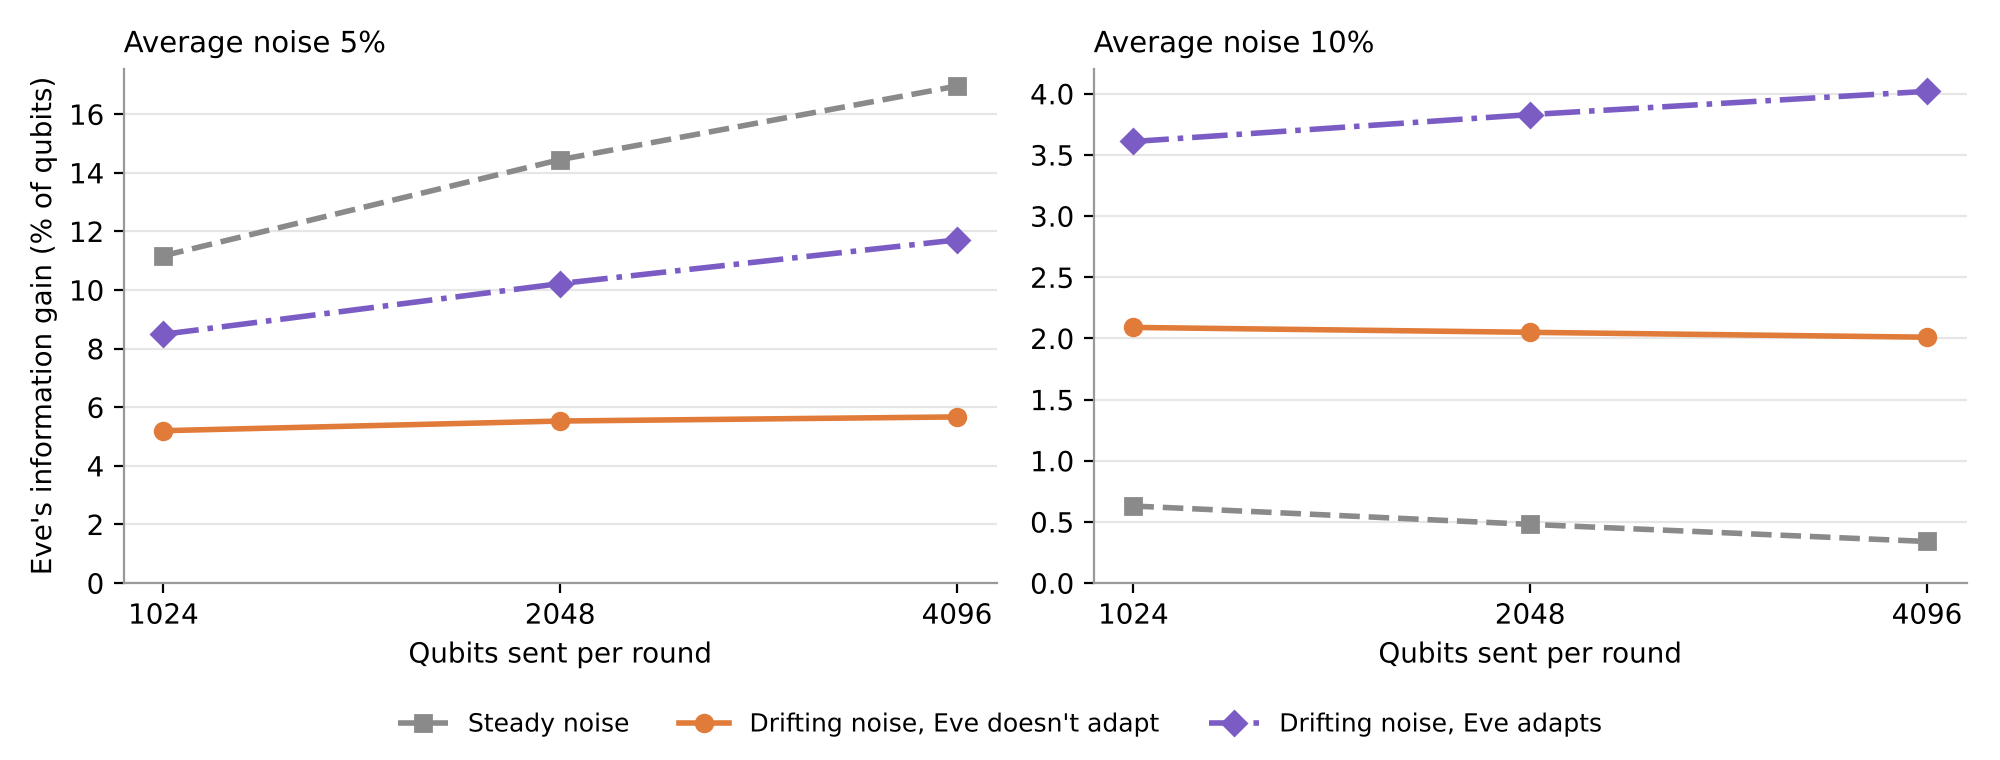 Average noise 5%
Eve's information gain (% of qubits)
16
14
12
10
8
6
4
2
0
1024 2048 4096
Qubits sent per round
Average noise 10%
4.0
3.5
3.0
2.5
2.0
1.5
1.0
0.5
0.0
1024 2048 4096
Qubits sent per round
Steady noise Drifting noise, Eve doesn't adapt Drifting noise, Eve adapts